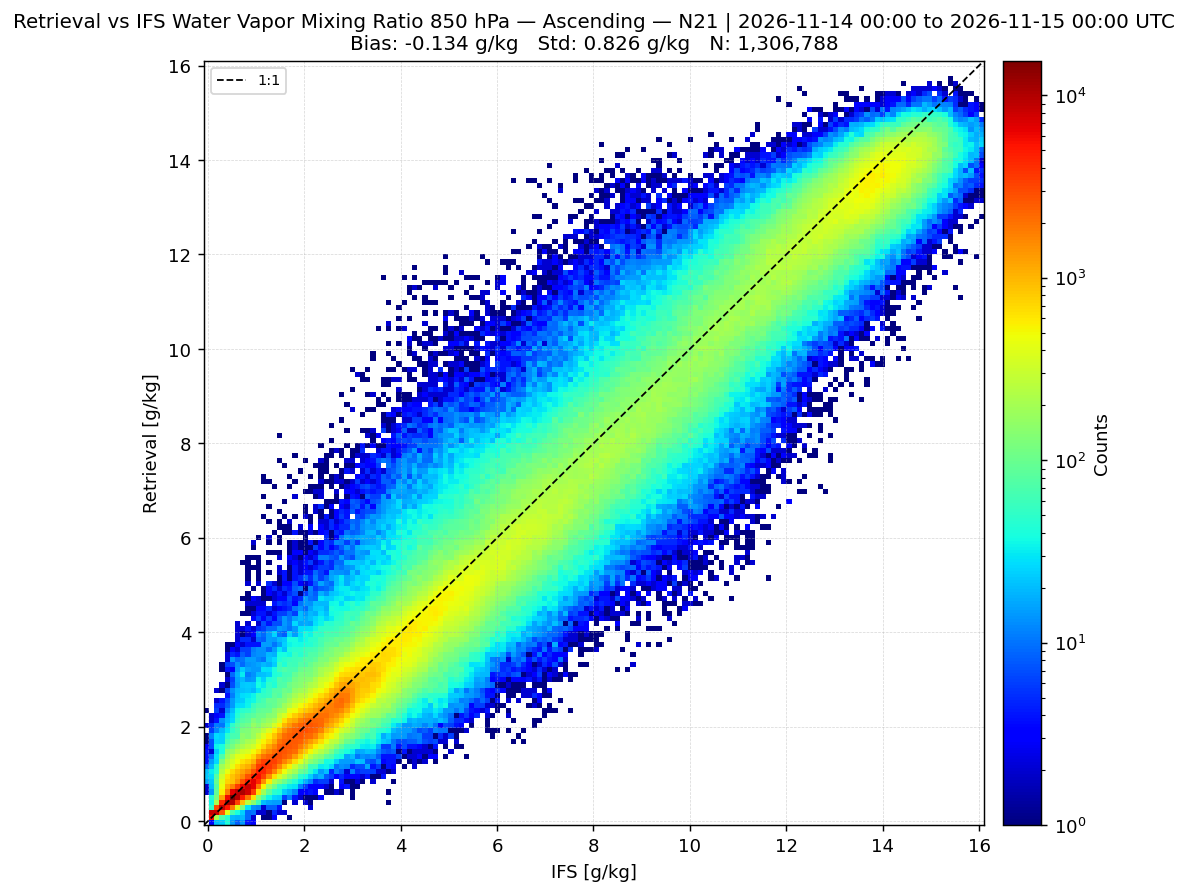 Retrieval vs IFS Water Vapor Mixing Ratio 850 hPa — Ascending — N21 | 2026-11-14 00:00 to 2026-11-15 00:00 UTC
Bias: -0.134 g/kg   Std: 0.826 g/kg   N: 1,306,788
1:1
16
14
12
10
8
6
4
2
0
Retrieval [g/kg]
0 2 4 6 8 10 12 14 16
IFS [g/kg]
10⁴
10³
10²
10¹
10⁰
Counts